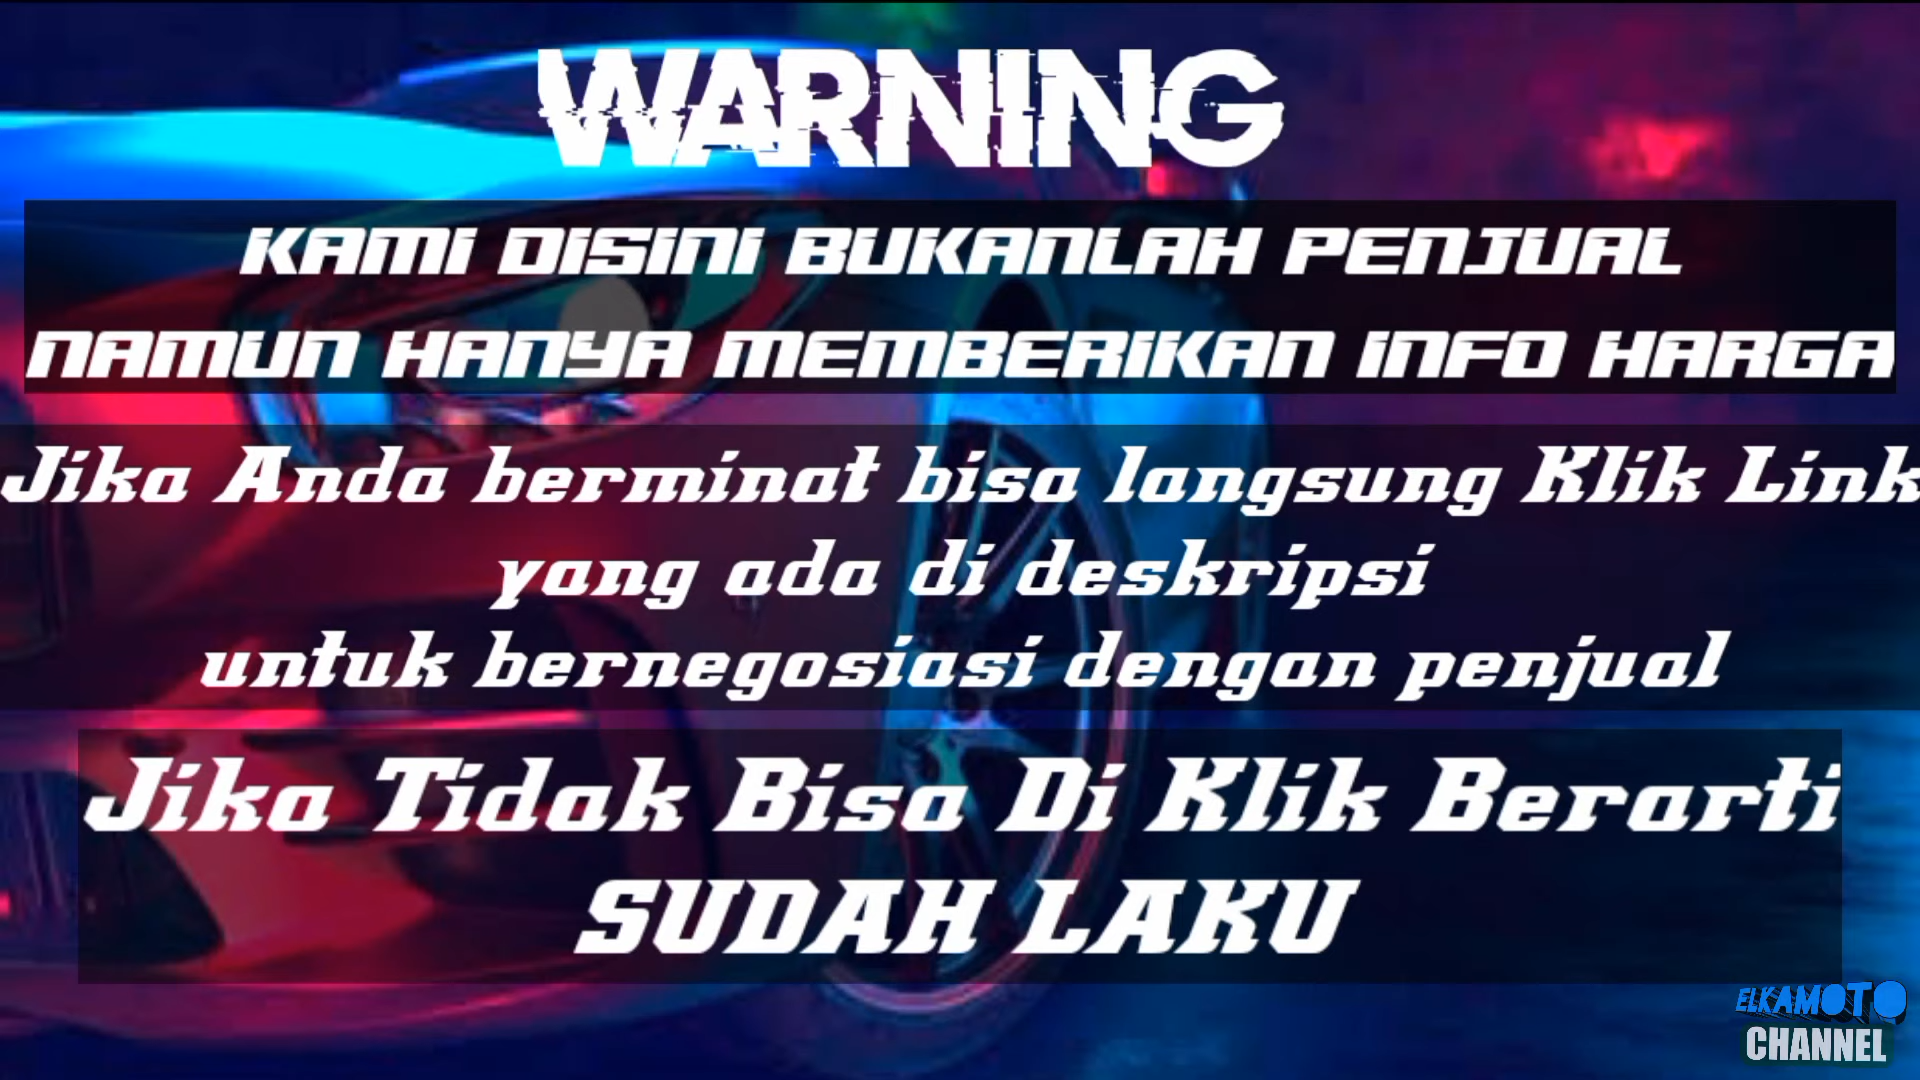 WARNING
KAMI DISINI BUKANLAH PENJUAL
NAMUN HANYA MEMBERIKAN INFO HARGA
Jika Anda berminat bisa langsung Klik Link
yang ada di deskripsi
untuk bernegosiasi dengan penjual
Jika Tidak Bisa Di Klik Berarti
SUDAH LAKU
ELKAMOTO
CHANNEL